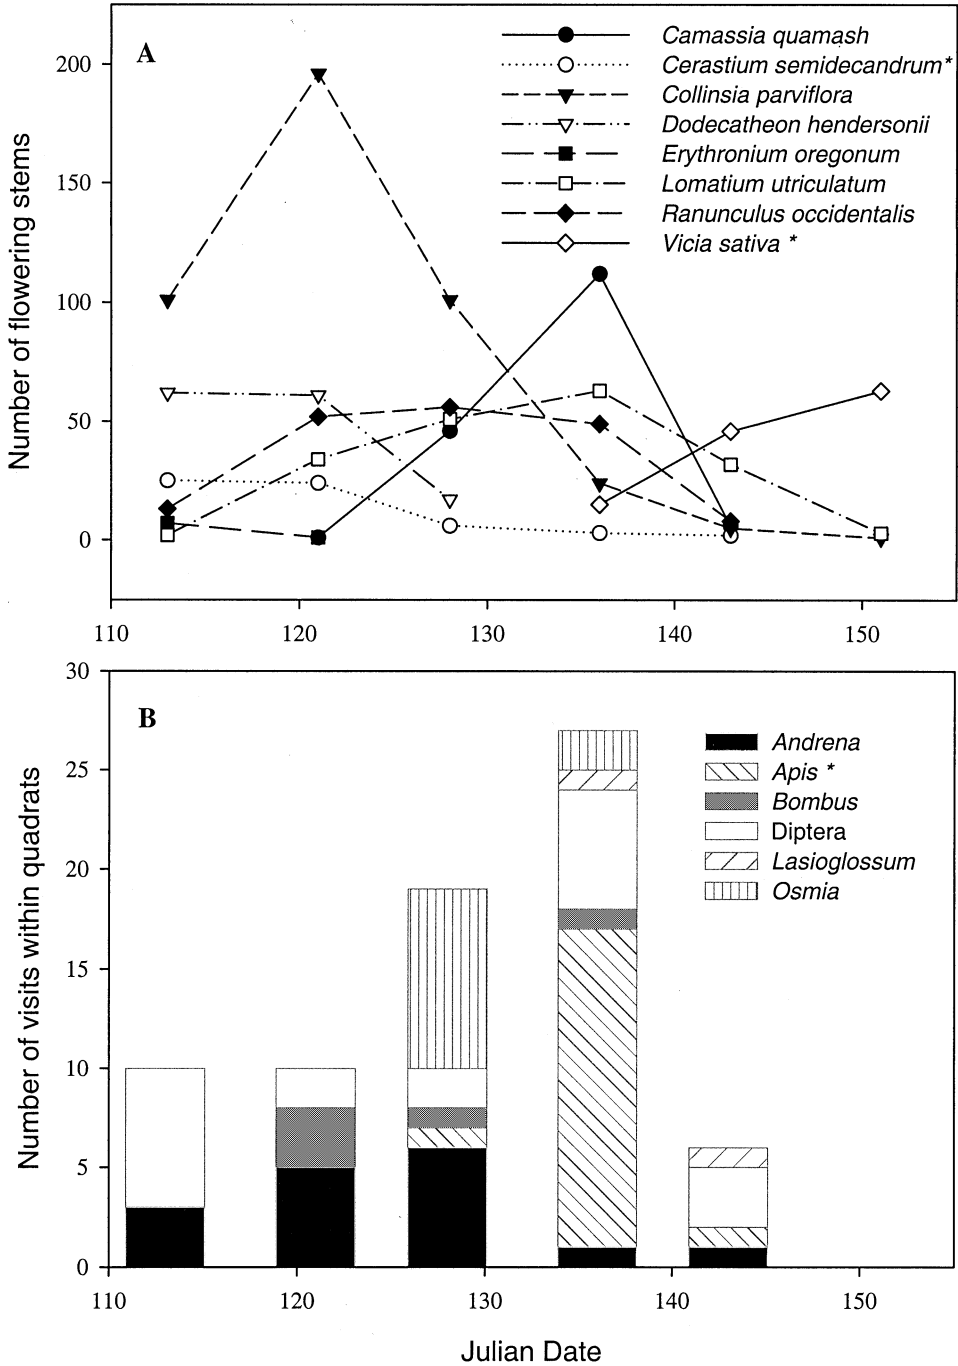 A
Camassia quamash
Cerastium semidecandrum*
Collinsia parviflora
Dodecatheon hendersonii
Erythronium oregonum
Lomatium utriculatum
Ranunculus occidentalis
Vicia sativa *
Number of flowering stems
200
150
100
50
0
110 120 130 140 150
B
Andrena
Apis *
Bombus
Diptera
Lasioglossum
Osmia
Number of visits within quadrats
30
25
20
15
10
5
0
110 120 130 140 150
Julian Date